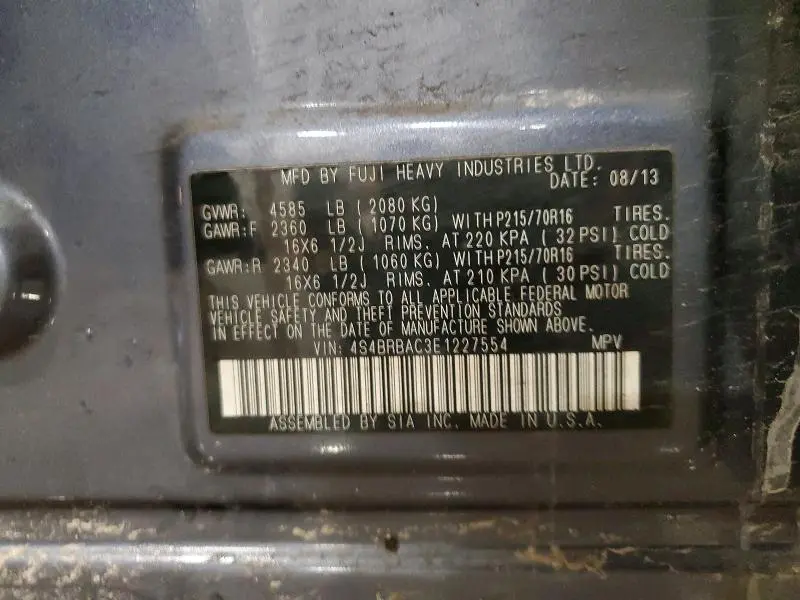 MFD BY FUJI HEAVY INDUSTRIES LTD.
DATE: 08/13
GVWR: 4585 LB ( 2080 KG)
GAWR:F 2360 LB ( 1070 KG) WITH P215/70R16 TIRES.
16X6 1/2J RIMS. AT 220 KPA ( 32 PSI) COLD
GAWR:R 2340 LB ( 1060 KG) WITH P215/70R16 TIRES.
16X6 1/2J RIMS. AT 210 KPA ( 30 PSI) COLD
THIS VEHICLE CONFORMS TO ALL APPLICABLE FEDERAL MOTOR
VEHICLE SAFETY AND THEFT PREVENTION STANDARDS
IN EFFECT ON THE DATE OF MANUFACTURE SHOWN ABOVE.
VIN: 4S4BRBAC3E1227554 MPV
ASSEMBLED BY SIA INC. MADE IN U.S.A.